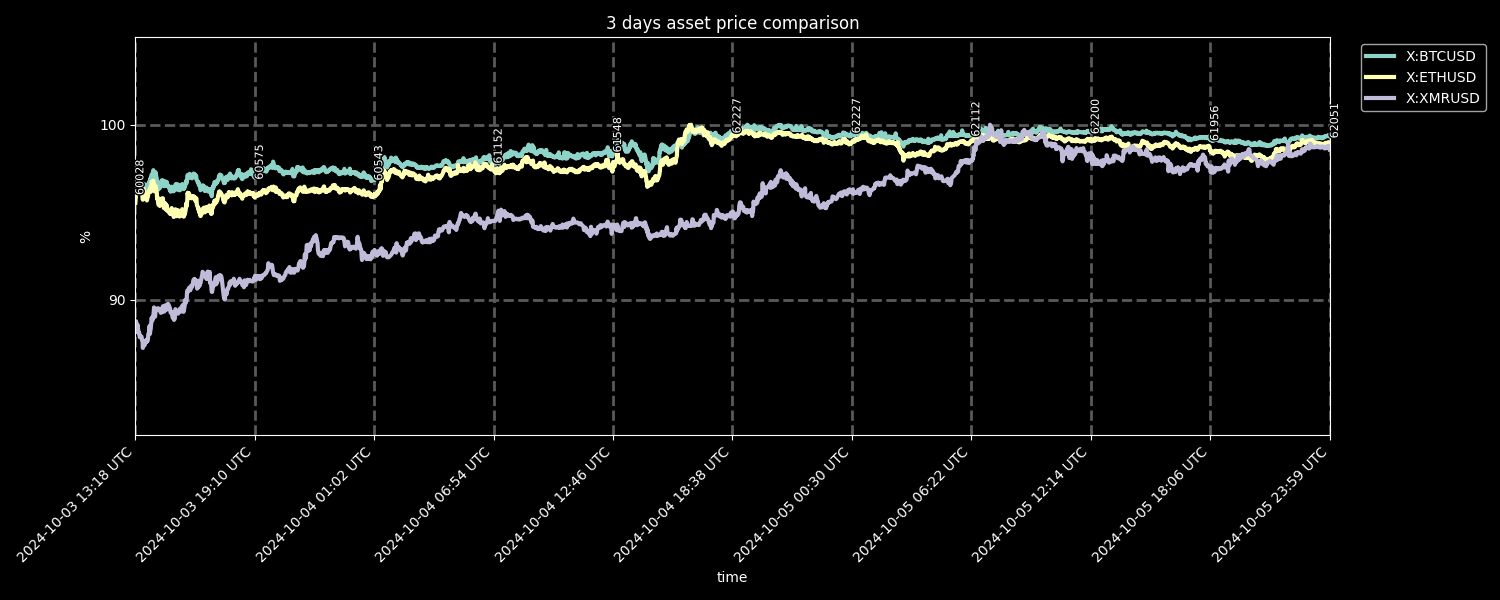 3 days asset price comparison
X:BTCUSD
X:ETHUSD
X:XMRUSD
100
90
%
60028
60575
60543
61152
61548
62227
62227
62112
62200
61956
62051
2024-10-03 13:18 UTC
2024-10-03 19:10 UTC
2024-10-04 01:02 UTC
2024-10-04 06:54 UTC
2024-10-04 12:46 UTC
2024-10-04 18:38 UTC
2024-10-05 00:30 UTC
2024-10-05 06:22 UTC
2024-10-05 12:14 UTC
2024-10-05 18:06 UTC
2024-10-05 23:59 UTC
time